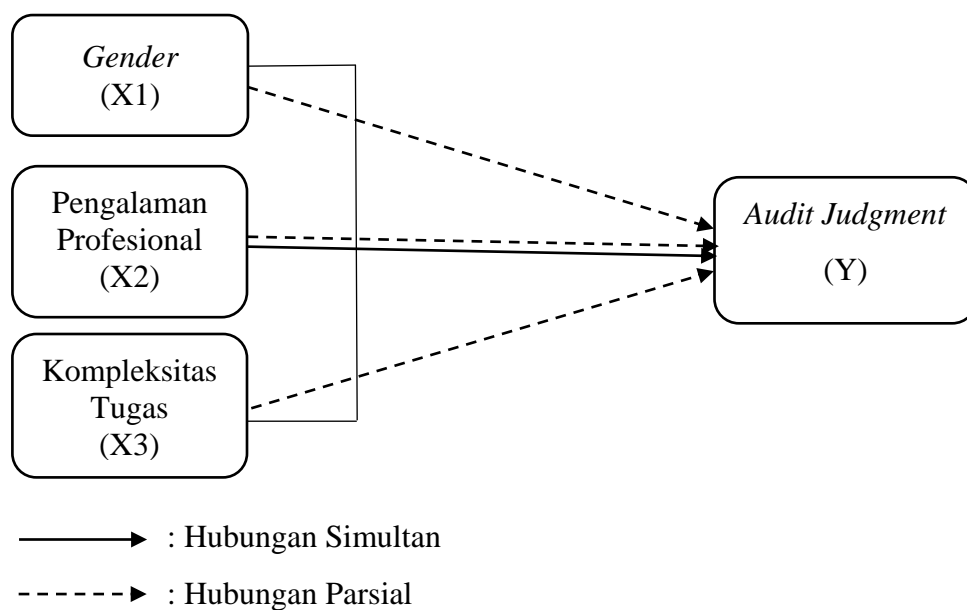 Gender
(X1)
Pengalaman
Profesional
(X2)
Kompleksitas
Tugas
(X3)
Audit Judgment
(Y)
: Hubungan Simultan
: Hubungan Parsial